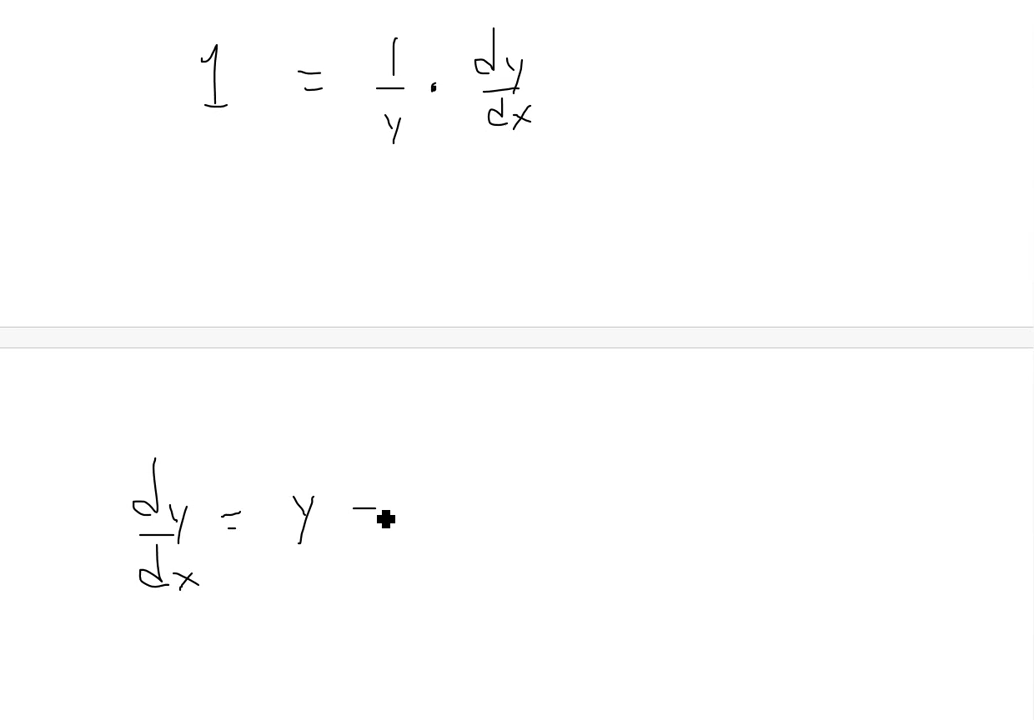 1 = 1/y · dy/dx
dy/dx = y −